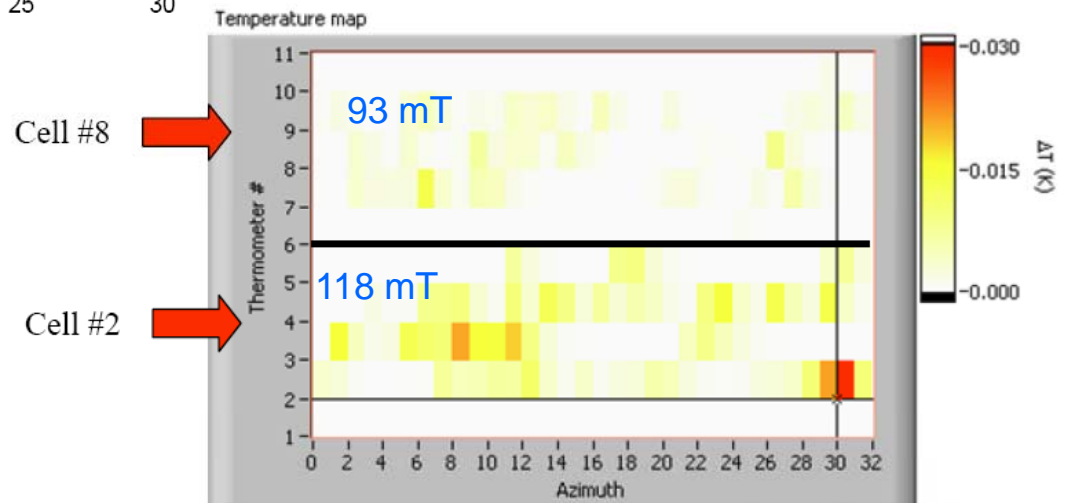 25 30
Temperature map
11
10
93 mT
9
Cell #8
8
7
6
5
118 mT
4
Cell #2
3
2
1
Thermometer #
0 2 4 6 8 10 12 14 16 18 20 22 24 26 28 30 32
Azimuth
-0.030
-0.015
-0.000
ΔT (K)